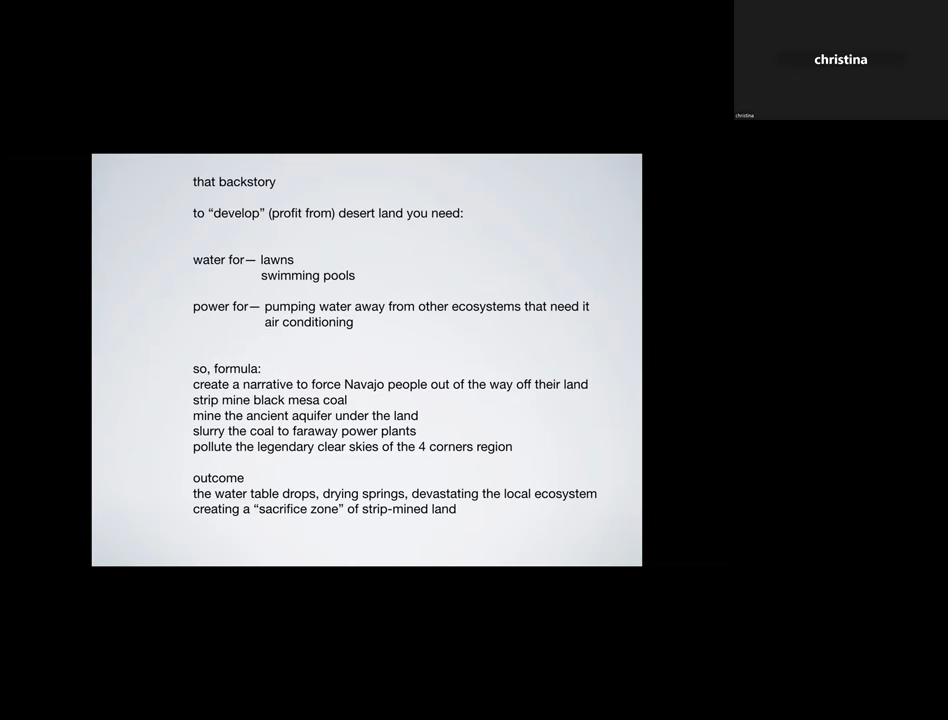 christina
christina
that backstory
to “develop” (profit from) desert land you need:
water for— lawns
swimming pools
power for— pumping water away from other ecosystems that need it
air conditioning
so, formula:
create a narrative to force Navajo people out of the way off their land
strip mine black mesa coal
mine the ancient aquifer under the land
slurry the coal to faraway power plants
pollute the legendary clear skies of the 4 corners region
outcome
the water table drops, drying springs, devastating the local ecosystem
creating a “sacrifice zone” of strip-mined land